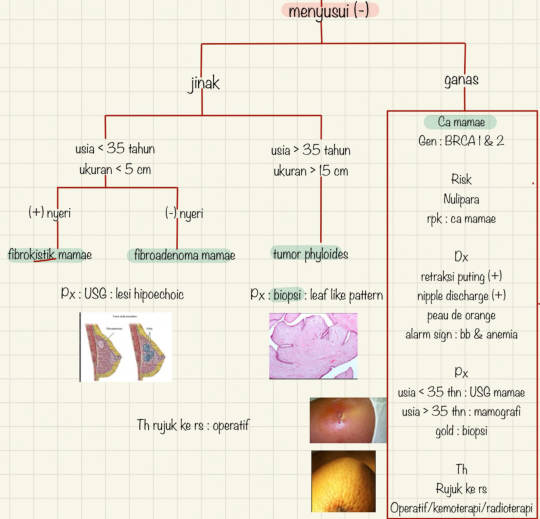 menyusui (-)
jinak
ganas
usia < 35 tahun
ukuran < 5 cm
usia > 35 tahun
ukuran > 15 cm
(+) nyeri
(-) nyeri
fibrokistik mamae
fibroadenoma mamae
tumor phyloides
Px : USG : lesi hipoechoic
Px : biopsi : leaf like pattern
Th rujuk ke rs : operatif
Ca mamae
Gen : BRCA 1 & 2
Risk
Nulipara
rpk : ca mamae
Dx
retraksi puting (+)
nipple discharge (+)
peau de orange
alarm sign : bb & anemia
Px
usia < 35 thn : USG mamae
usia > 35 thn : mamografi
gold : biopsi
Th
Rujuk ke rs
Operatif/kemoterapi/radioterapi